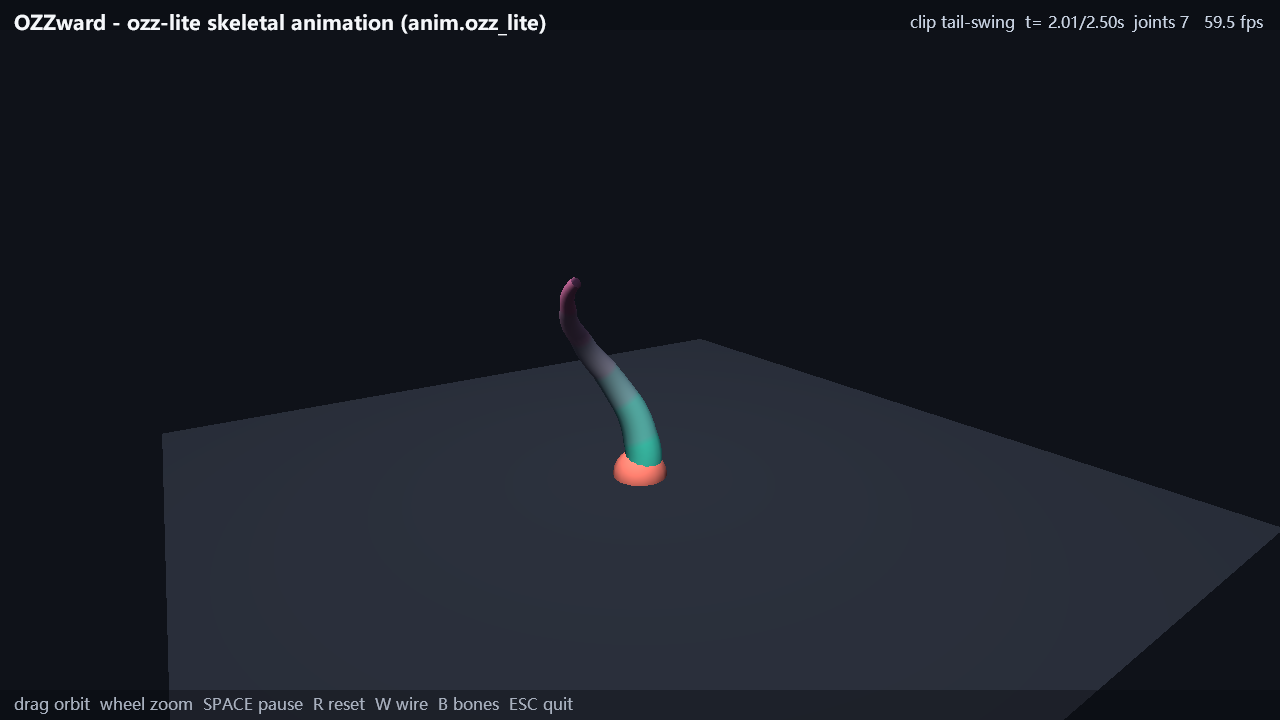 OZZward - ozz-lite skeletal animation (anim.ozz_lite)
clip tail-swing t= 2.01/2.50s joints 7 59.5 fps
drag orbit wheel zoom SPACE pause R reset W wire B bones ESC quit